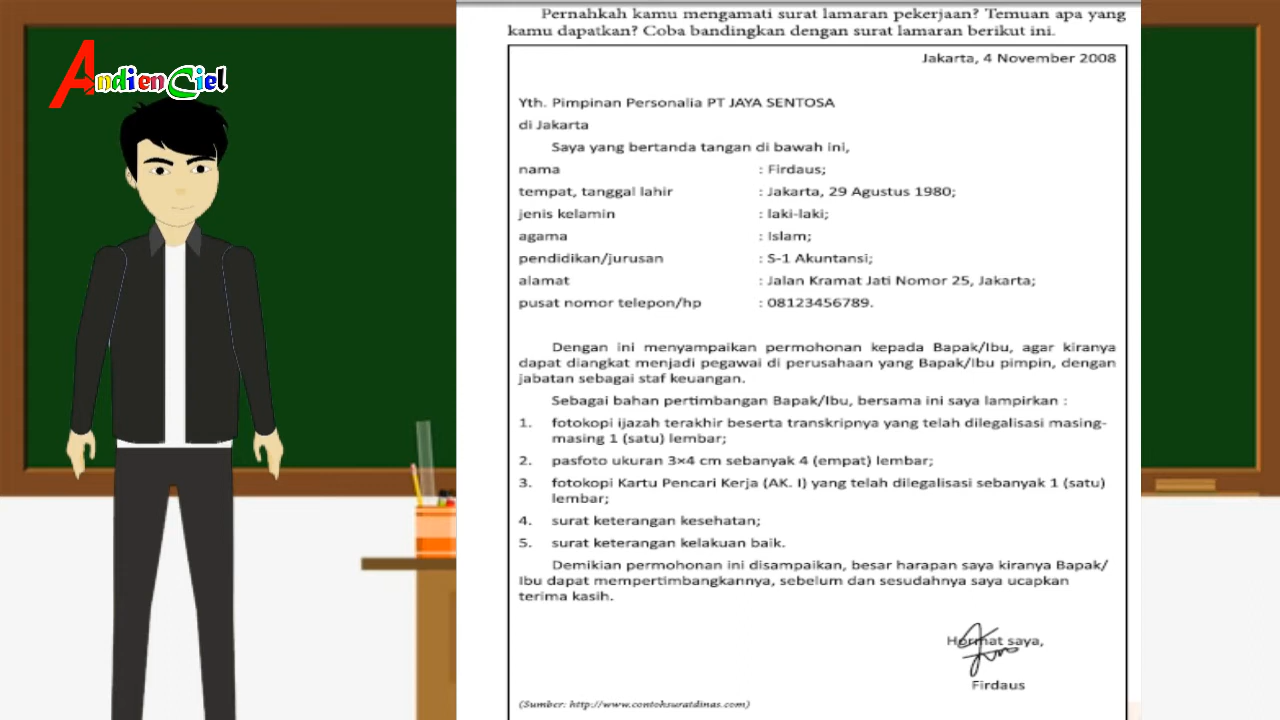 Andien Ciel
Pernahkah kamu mengamati surat lamaran pekerjaan? Temuan apa yang
kamu dapatkan? Coba bandingkan dengan surat lamaran berikut ini.
Jakarta, 4 November 2008
Yth. Pimpinan Personalia PT JAYA SENTOSA
di Jakarta
Saya yang bertanda tangan di bawah ini,
nama : Firdaus;
tempat, tanggal lahir : Jakarta, 29 Agustus 1980;
jenis kelamin : laki-laki;
agama : Islam;
pendidikan/jurusan : S-1 Akuntansi;
alamat : Jalan Kramat Jati Nomor 25, Jakarta;
pusat nomor telepon/hp : 08123456789.
Dengan ini menyampaikan permohonan kepada Bapak/Ibu, agar kiranya
dapat diangkat menjadi pegawai di perusahaan yang Bapak/Ibu pimpin, dengan
jabatan sebagai staf keuangan.
Sebagai bahan pertimbangan Bapak/Ibu, bersama ini saya lampirkan :
1. fotokopi ijazah terakhir beserta transkripnya yang telah dilegalisasi masing-
masing 1 (satu) lembar;
2. pasfoto ukuran 3×4 cm sebanyak 4 (empat) lembar;
3. fotokopi Kartu Pencari Kerja (AK. I) yang telah dilegalisasi sebanyak 1 (satu)
lembar;
4. surat keterangan kesehatan;
5. surat keterangan kelakuan baik.
Demikian permohonan ini disampaikan, besar harapan saya kiranya Bapak/
Ibu dapat mempertimbangkannya, sebelum dan sesudahnya saya ucapkan
terima kasih.
Hormat saya,
Firdaus
(Sumber: http://www.contohsuratdinas.com)